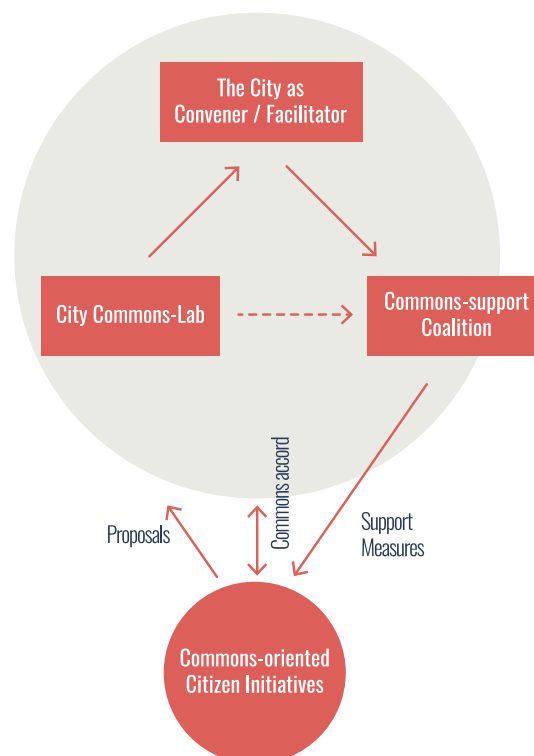 The City as
Convener / Facilitator
City Commons-Lab
Commons-support
Coalition
Commons accord
Proposals
Support
Measures
Commons-oriented
Citizen Initiatives